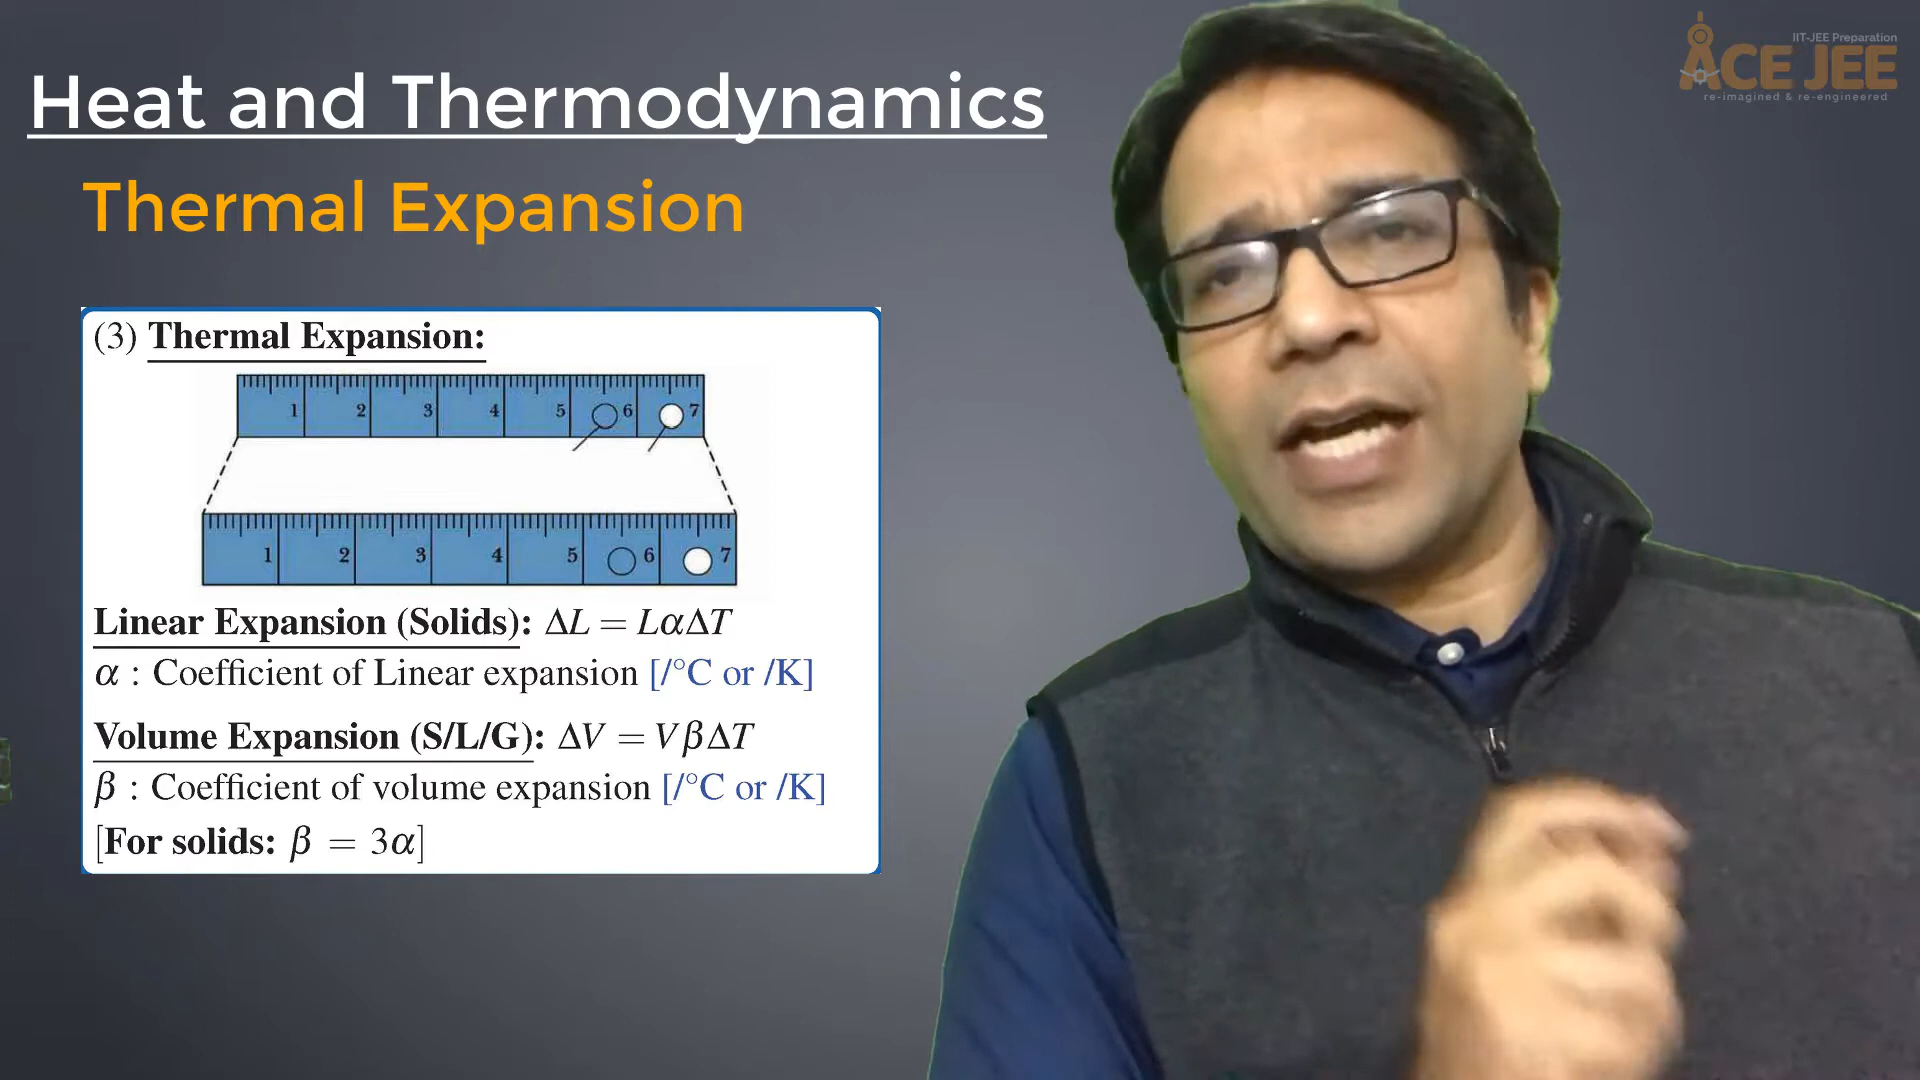 Heat and Thermodynamics
Thermal Expansion
IIT-JEE Preparation
ACE JEE
re-imagined & re-engineered
(3) Thermal Expansion:
1 2 3 4 5 6 7
1 2 3 4 5 6 7
Linear Expansion (Solids): ΔL = LαΔT
α : Coefficient of Linear expansion [/°C or /K]
Volume Expansion (S/L/G): ΔV = VβΔT
β : Coefficient of volume expansion [/°C or /K]
[For solids: β = 3α]